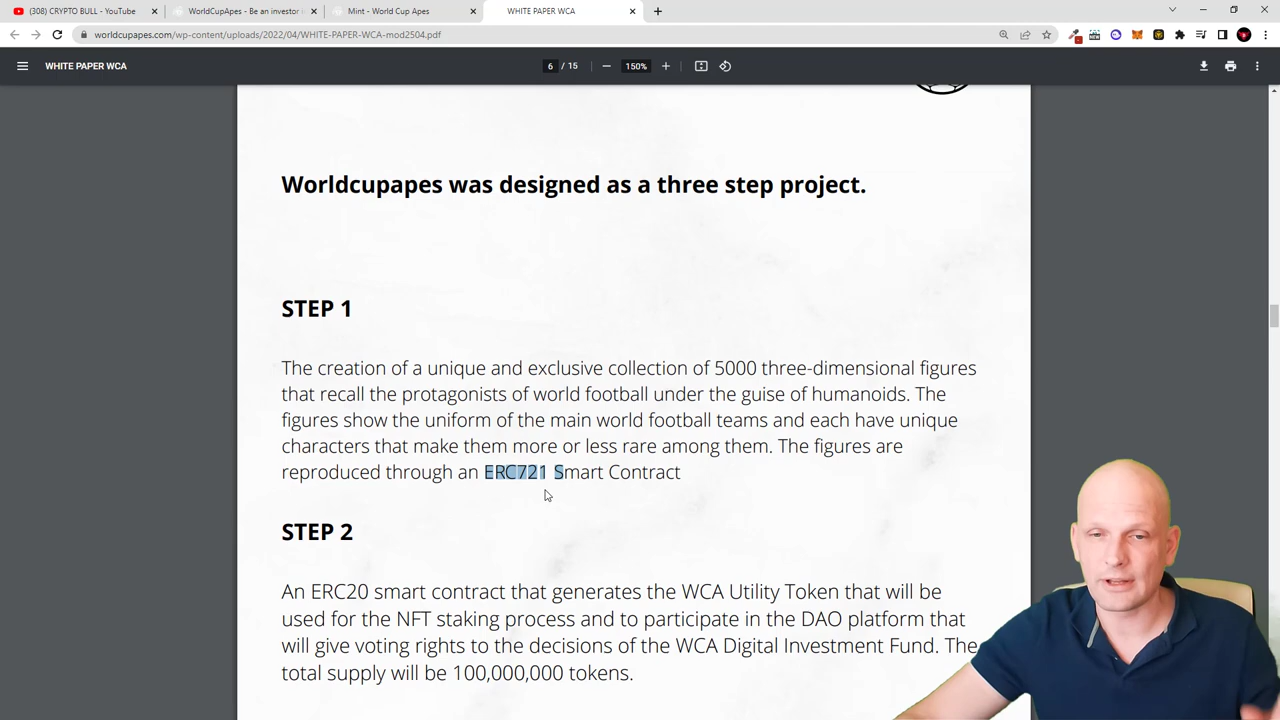 (308) CRYPTO BULL - YouTube
WorldCupApes - Be an investor i
Mint - World Cup Apes
WHITE PAPER WCA
worldcupapes.com/wp-content/uploads/2022/04/WHITE-PAPER-WCA-mod2504.pdf
WHITE PAPER WCA
6 / 15
150%
Worldcupapes was designed as a three step project.
STEP 1
The creation of a unique and exclusive collection of 5000 three-dimensional figures
that recall the protagonists of world football under the guise of humanoids. The
figures show the uniform of the main world football teams and each have unique
characters that make them more or less rare among them. The figures are
reproduced through an ERC721 Smart Contract
STEP 2
An ERC20 smart contract that generates the WCA Utility Token that will be
used for the NFT staking process and to participate in the DAO platform that
will give voting rights to the decisions of the WCA Digital Investment Fund. The
total supply will be 100,000,000 tokens.